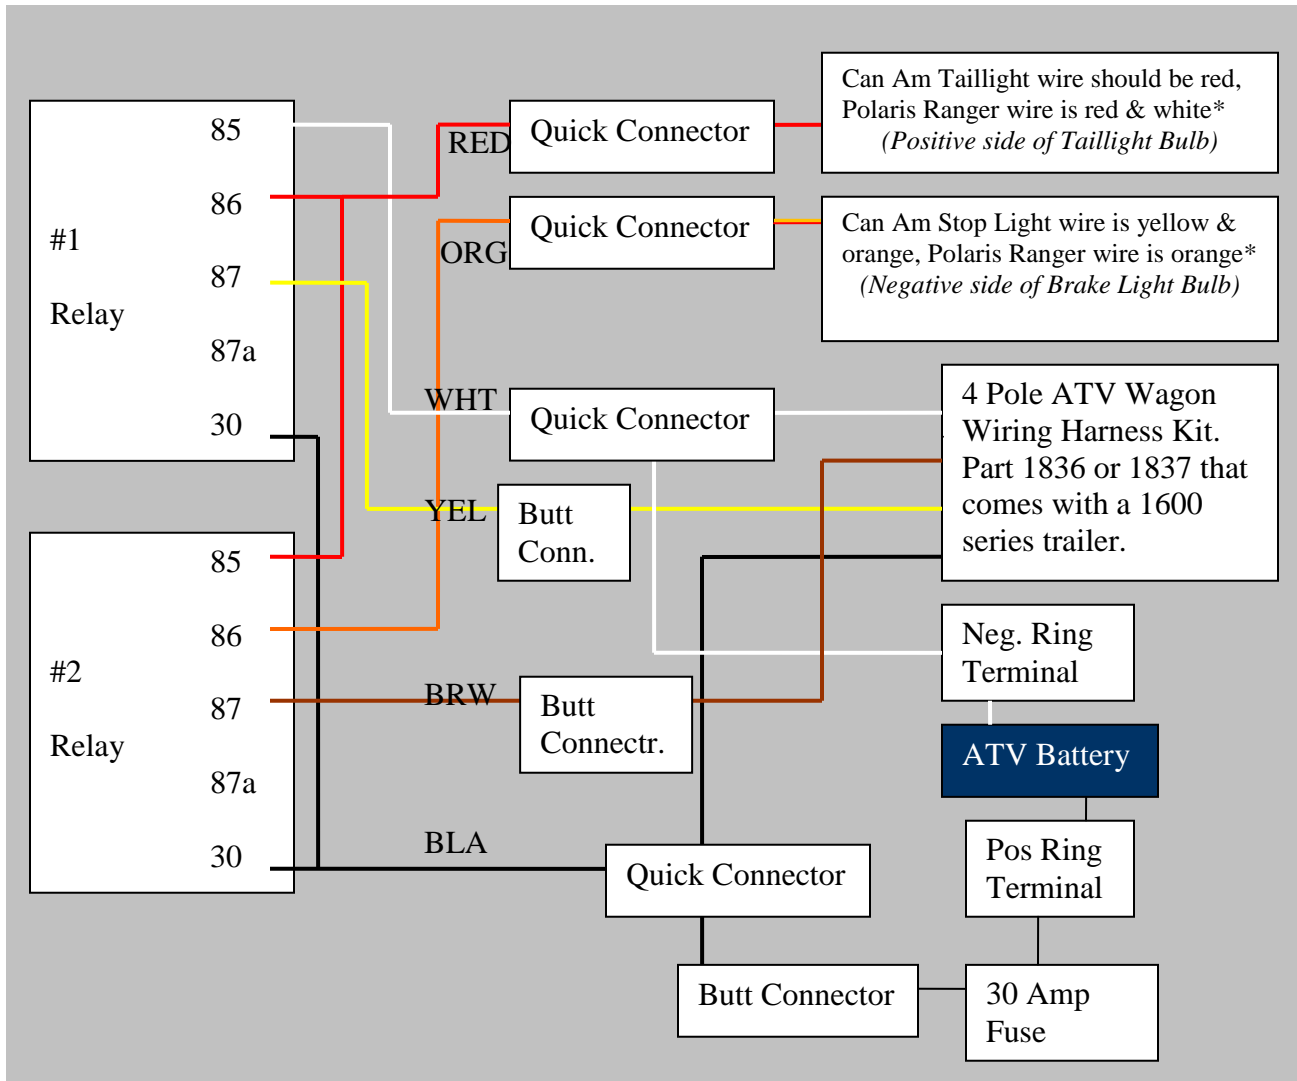 #1
Relay
85
86
87
87a
30
#2
Relay
85
86
87
87a
30
RED
Quick Connector
Can Am Taillight wire should be red,
Polaris Ranger wire is red & white*
(Positive side of Taillight Bulb)
ORG
Quick Connector
Can Am Stop Light wire is yellow &
orange, Polaris Ranger wire is orange*
(Negative side of Brake Light Bulb)
WHT
Quick Connector
4 Pole ATV Wagon
Wiring Harness Kit.
Part 1836 or 1837 that
comes with a 1600
series trailer.
YEL
Butt
Conn.
Neg. Ring
Terminal
BRW
Butt
Connectr.
ATV Battery
BLA
Quick Connector
Pos Ring
Terminal
Butt Connector
30 Amp
Fuse